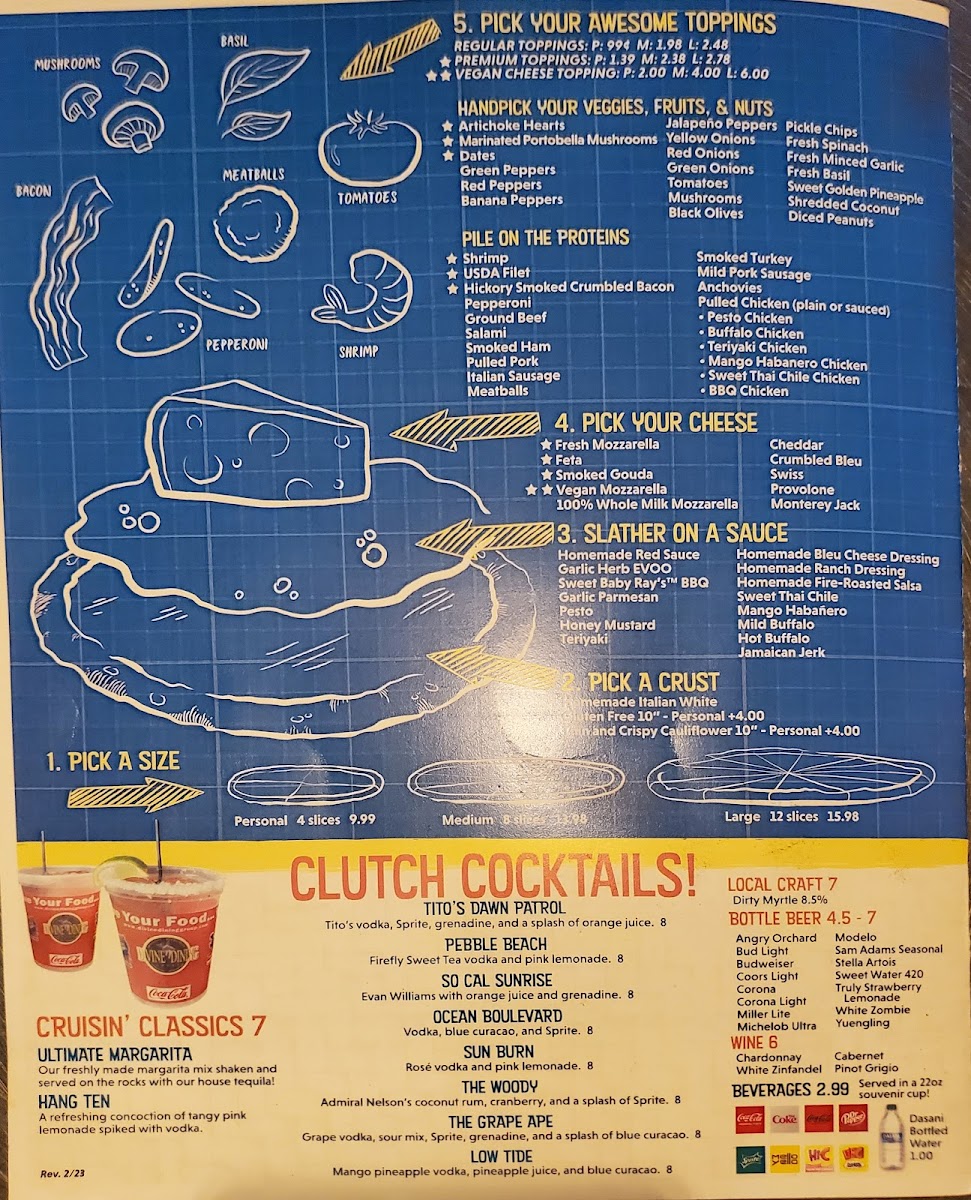 5. PICK YOUR AWESOME TOPPINGS
REGULAR TOPPINGS: P: 99¢ M: 1.98 L: 2.48
★ PREMIUM TOPPINGS: P: 1.39 M: 2.38 L: 2.78
★★ VEGAN CHEESE TOPPING: P: 2.00 M: 4.00 L: 6.00
MUSHROOMS
BASIL
TOMATOES
BACON
MEATBALLS
PEPPERONI
SHRIMP
HANDPICK YOUR VEGGIES, FRUITS, & NUTS
★ Artichoke Hearts
★ Marinated Portobella Mushrooms
★ Dates
Green Peppers
Red Peppers
Banana Peppers
Jalapeño Peppers
Yellow Onions
Red Onions
Green Onions
Tomatoes
Mushrooms
Black Olives
Pickle Chips
Fresh Spinach
Fresh Minced Garlic
Fresh Basil
Sweet Golden Pineapple
Shredded Coconut
Diced Peanuts
PILE ON THE PROTEINS
★ Shrimp
★ USDA Filet
★ Hickory Smoked Crumbled Bacon
Pepperoni
Ground Beef
Salami
Smoked Ham
Pulled Pork
Italian Sausage
Meatballs
Smoked Turkey
Mild Pork Sausage
Anchovies
Pulled Chicken (plain or sauced)
• Pesto Chicken
• Buffalo Chicken
• Teriyaki Chicken
• Mango Habanero Chicken
• Sweet Thai Chile Chicken
• BBQ Chicken
4. PICK YOUR CHEESE
★ Fresh Mozzarella
★ Feta
★ Smoked Gouda
★★ Vegan Mozzarella
100% Whole Milk Mozzarella
Cheddar
Crumbled Bleu
Swiss
Provolone
Monterey Jack
3. SLATHER ON A SAUCE
Homemade Red Sauce
Garlic Herb EVOO
Sweet Baby Ray's™ BBQ
Garlic Parmesan
Pesto
Honey Mustard
Teriyaki
Homemade Bleu Cheese Dressing
Homemade Ranch Dressing
Homemade Fire-Roasted Salsa
Sweet Thai Chile
Mango Habañero
Mild Buffalo
Hot Buffalo
Jamaican Jerk
2. PICK A CRUST
Homemade Italian White
Gluten Free 10" - Personal +4.00
and Crispy Cauliflower 10" - Personal +4.00
1. PICK A SIZE
Personal 4 slices 9.99
Medium 8 slices
Large 12 slices 15.98
CLUTCH COCKTAILS!
TITO'S DAWN PATROL
Tito's vodka, Sprite, grenadine, and a splash of orange juice. 8
PEBBLE BEACH
Firefly Sweet Tea vodka and pink lemonade. 8
SO CAL SUNRISE
Evan Williams with orange juice and grenadine. 8
OCEAN BOULEVARD
Vodka, blue curacao, and Sprite. 8
SUN BURN
Rosé vodka and pink lemonade. 8
THE WOODY
Admiral Nelson's coconut rum, cranberry, and a splash of Sprite. 8
THE GRAPE APE
Grape vodka, sour mix, Sprite, grenadine, and a splash of blue curacao. 8
LOW TIDE
Mango pineapple vodka, pineapple juice, and blue curacao. 8
e Your Food...
Your Food...
www.divinedininggroup.com
DIVINE DINING
Coca-Cola
Coca-Cola
CRUISIN' CLASSICS 7
ULTIMATE MARGARITA
Our freshly made margarita mix shaken and
served on the rocks with our house tequila!
HANG TEN
A refreshing concoction of tangy pink
lemonade spiked with vodka.
Rev. 2/23
LOCAL CRAFT 7
Dirty Myrtle 8.5%
BOTTLE BEER 4.5 - 7
Angry Orchard
Bud Light
Budweiser
Coors Light
Corona
Corona Light
Miller Lite
Michelob Ultra
Modelo
Sam Adams Seasonal
Stella Artois
Sweet Water 420
Truly Strawberry
Lemonade
White Zombie
Yuengling
WINE 6
Chardonnay
White Zinfandel
Cabernet
Pinot Grigio
BEVERAGES 2.99 Served in a 22oz
souvenir cup!
Coca-Cola
Coke
Coca-Cola
Dr Pepper
Sprite
Mello Yello
Hi-C
Dasani
Bottled
Water
1.00